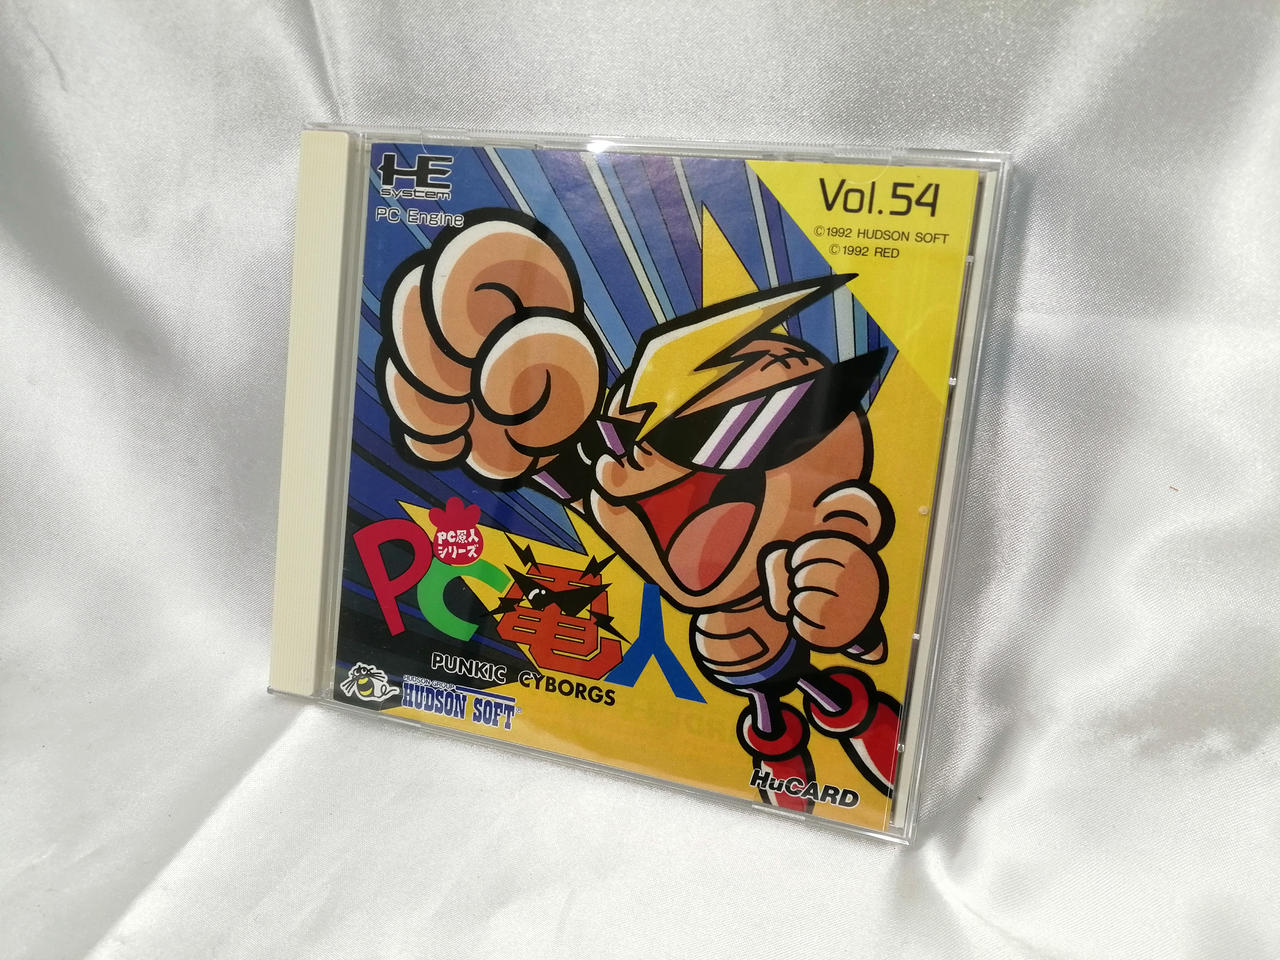 HE
system
PC Engine
Vol.54
©1992 HUDSON SOFT
©1992 RED
PC原人
シリーズ
PC電人
PUNKIC CYBORGS
HUDSON GROUP
HUDSON SOFT®
HuCARD